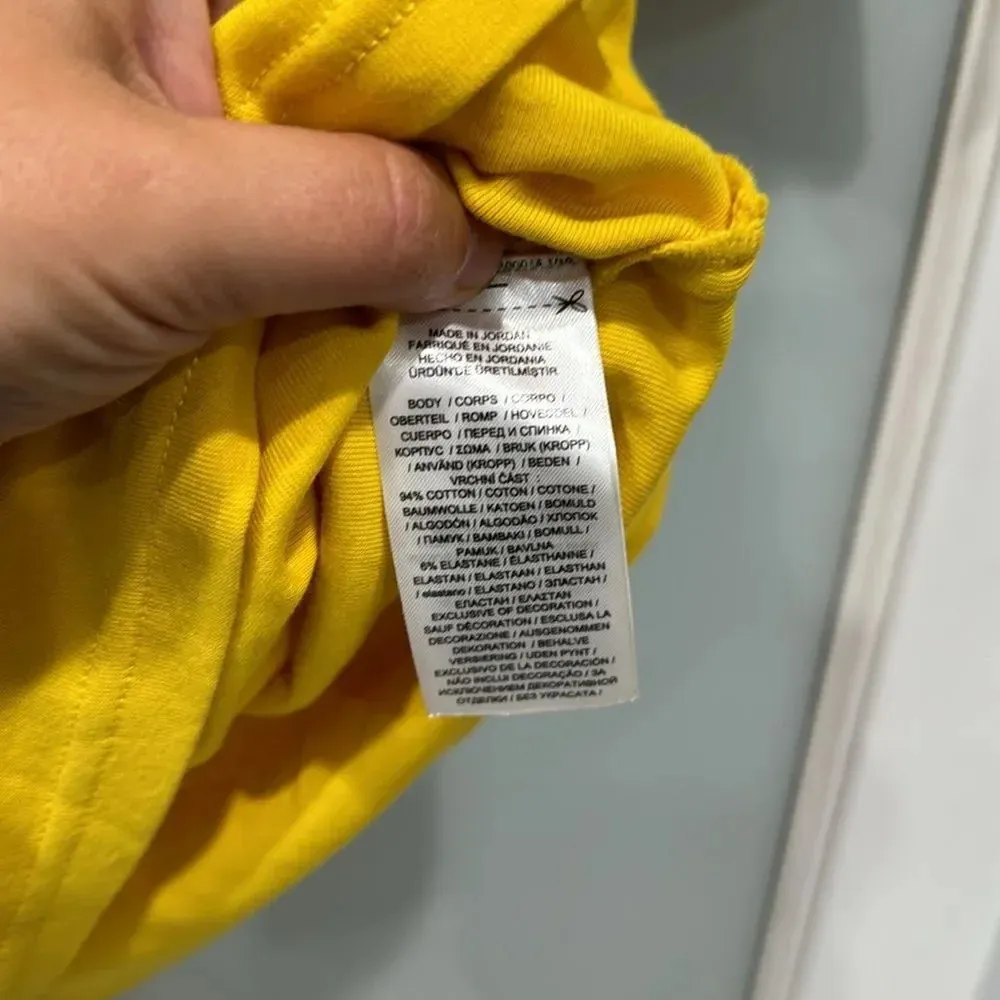 MADE IN JORDAN
FABRIQUÉ EN JORDANIE
HECHO EN JORDANIA
ÜRDÜN'DE ÜRETİLMİŞTİR
BODY / CORPS / CORPO /
OBERTEIL / ROMP / HOVEDDEL /
CUERPO / ПЕРЕД И СПИНКА /
КОРПУС / ΣΩΜΑ / BRUK (KROPP)
/ ANVÄND (KROPP) / BEDEN /
VRCHNÍ ČÁST :
94% COTTON / COTON / COTONE /
BAUMWOLLE / KATOEN / BOMULD
/ ALGODÓN / ALGODÃO / ХЛОПОК
/ ПАМУК / ΒΑΜΒΑΚΙ / BOMULL /
PAMUK / BAVLNA
6% ELASTANE / ÉLASTHANNE /
ELASTAN / ELASTAAN / ELASTHAN
/ elastano / ELASTANO / ЭЛАСТАН /
ЕЛАСТАН / ΕΛΑΣΤΑΝ
EXCLUSIVE OF DECORATION /
SAUF DÉCORATION / ESCLUSA LA
DECORAZIONE / AUSGENOMMEN
DEKORATION / BEHALVE
VERSIERING / UDEN PYNT /
EXCLUSIVO DE LA DECORACIÓN /
NÃO INCLUI DECORAÇÃO / ЗА
ИСКЛЮЧЕНИЕМ ДЕКОРАТИВНОЙ
ОТДЕЛКИ / БЕЗ УКРАСАТА /